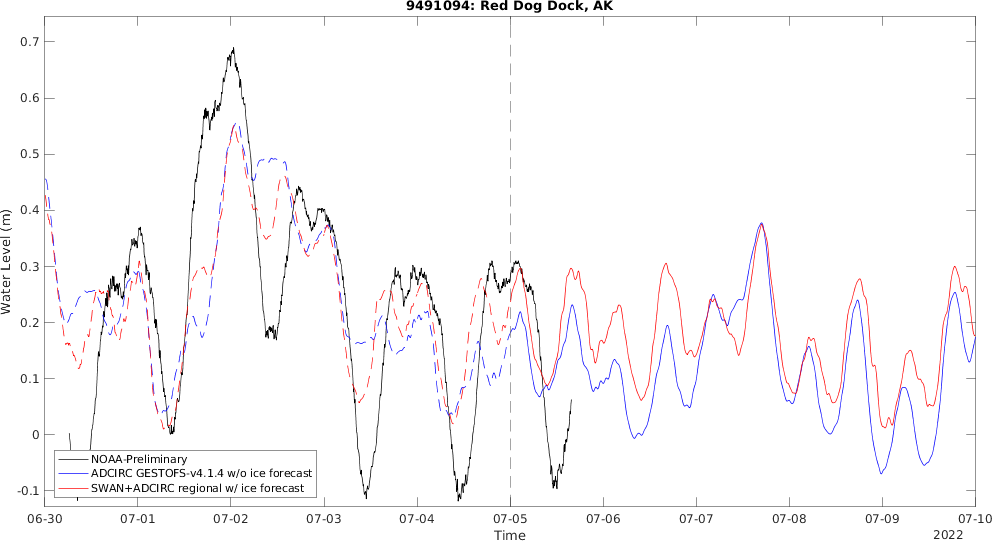 9491094: Red Dog Dock, AK
Water Level (m)
0.7
0.6
0.5
0.4
0.3
0.2
0.1
0
-0.1
NOAA-Preliminary
ADCIRC GESTOFS-v4.1.4 w/o ice forecast
SWAN+ADCIRC regional w/ ice forecast
06-30 07-01 07-02 07-03 07-04 07-05 07-06 07-07 07-08 07-09 07-10
Time
2022